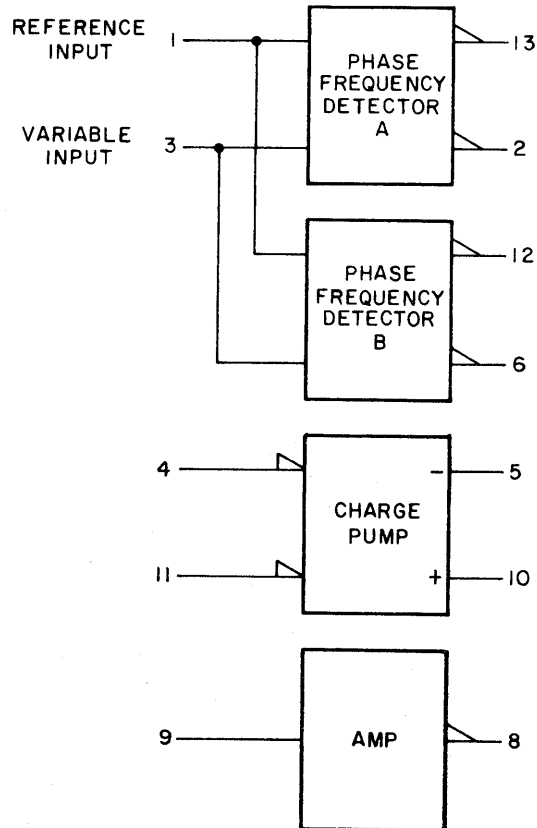 REFERENCE
INPUT
1
PHASE
FREQUENCY
DETECTOR
A
13
VARIABLE
INPUT
3
2
PHASE
FREQUENCY
DETECTOR
B
12
6
4
CHARGE
PUMP
-
5
11
+
10
9
AMP
8